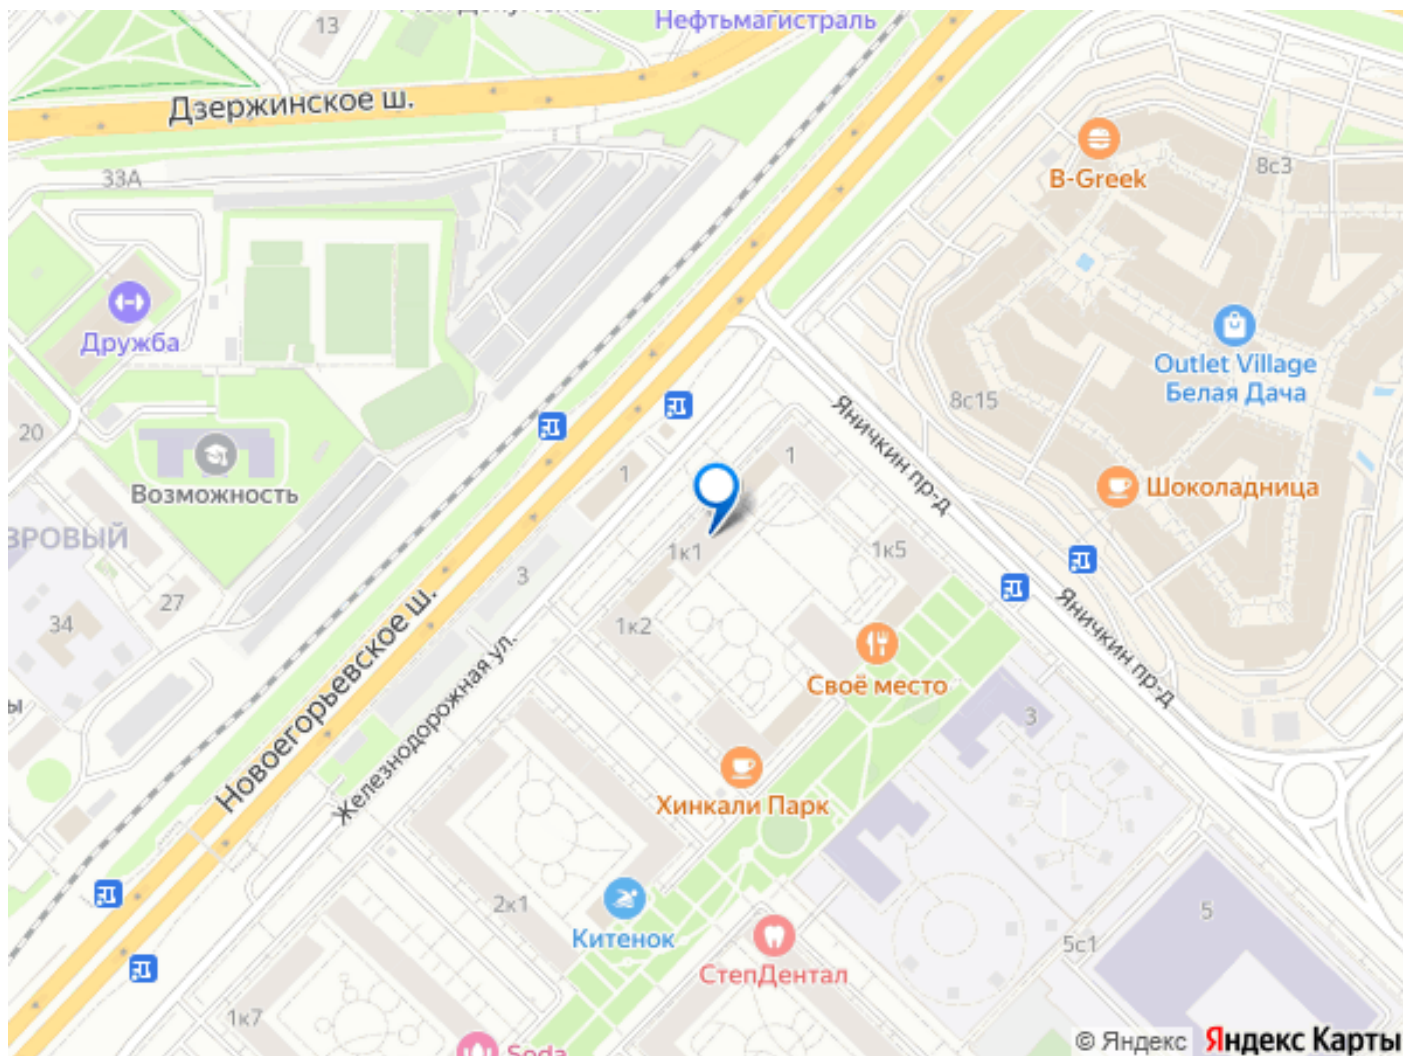 Нефтьмагистраль
13
Дзержинское ш.
B-Greek
8с3
33А
Дружба
Outlet Village
Белая Дача
8с15
Яничкин пр-д
20
Возможность
1
1
Шоколадница
1к1
1к5
3
27
34
1к2
Новоегорьевское ш.
Железнодорожная ул.
Своё место
Яничкин пр-д
3
Хинкали Парк
2к1
Китенок
5
5с1
СтепДентал
1к7
Soda
© Яндекс Яндекс Карты